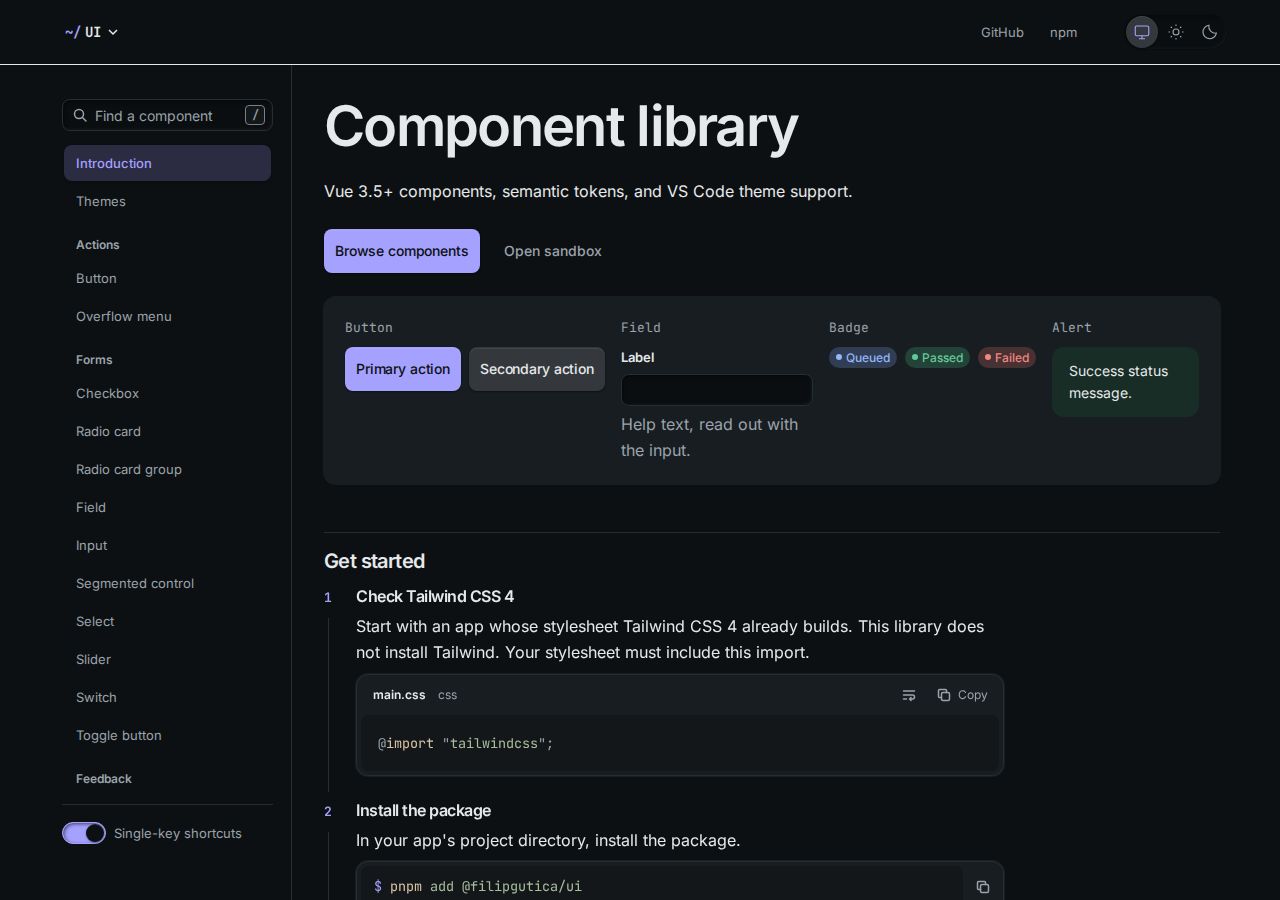 ~/ UI
GitHub
npm
Find a component
/
Introduction
Themes
Actions
Button
Overflow menu
Forms
Checkbox
Radio card
Radio card group
Field
Input
Segmented control
Select
Slider
Switch
Toggle button
Feedback
Single-key shortcuts
Component library
Vue 3.5+ components, semantic tokens, and VS Code theme support.
Browse components
Open sandbox
Button
Primary action
Secondary action
Field
Label
Help text, read out with
the input.
Badge
Queued
Passed
Failed
Alert
Success status
message.
Get started
1 Check Tailwind CSS 4
Start with an app whose stylesheet Tailwind CSS 4 already builds. This library does
not install Tailwind. Your stylesheet must include this import.
main.css css
Copy
@import "tailwindcss";
2 Install the package
In your app's project directory, install the package.
$ pnpm add @filipgutica/ui